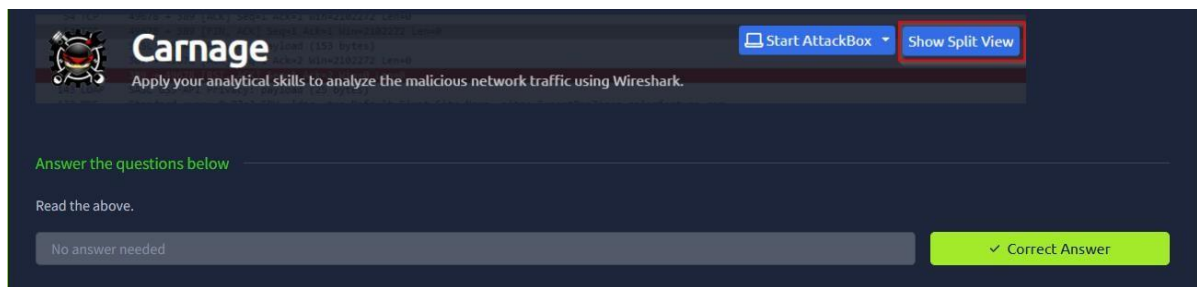 Carnage
Start AttackBox
Show Split View
Apply your analytical skills to analyze the malicious network traffic using Wireshark.
Answer the questions below
Read the above.
No answer needed
✓ Correct Answer